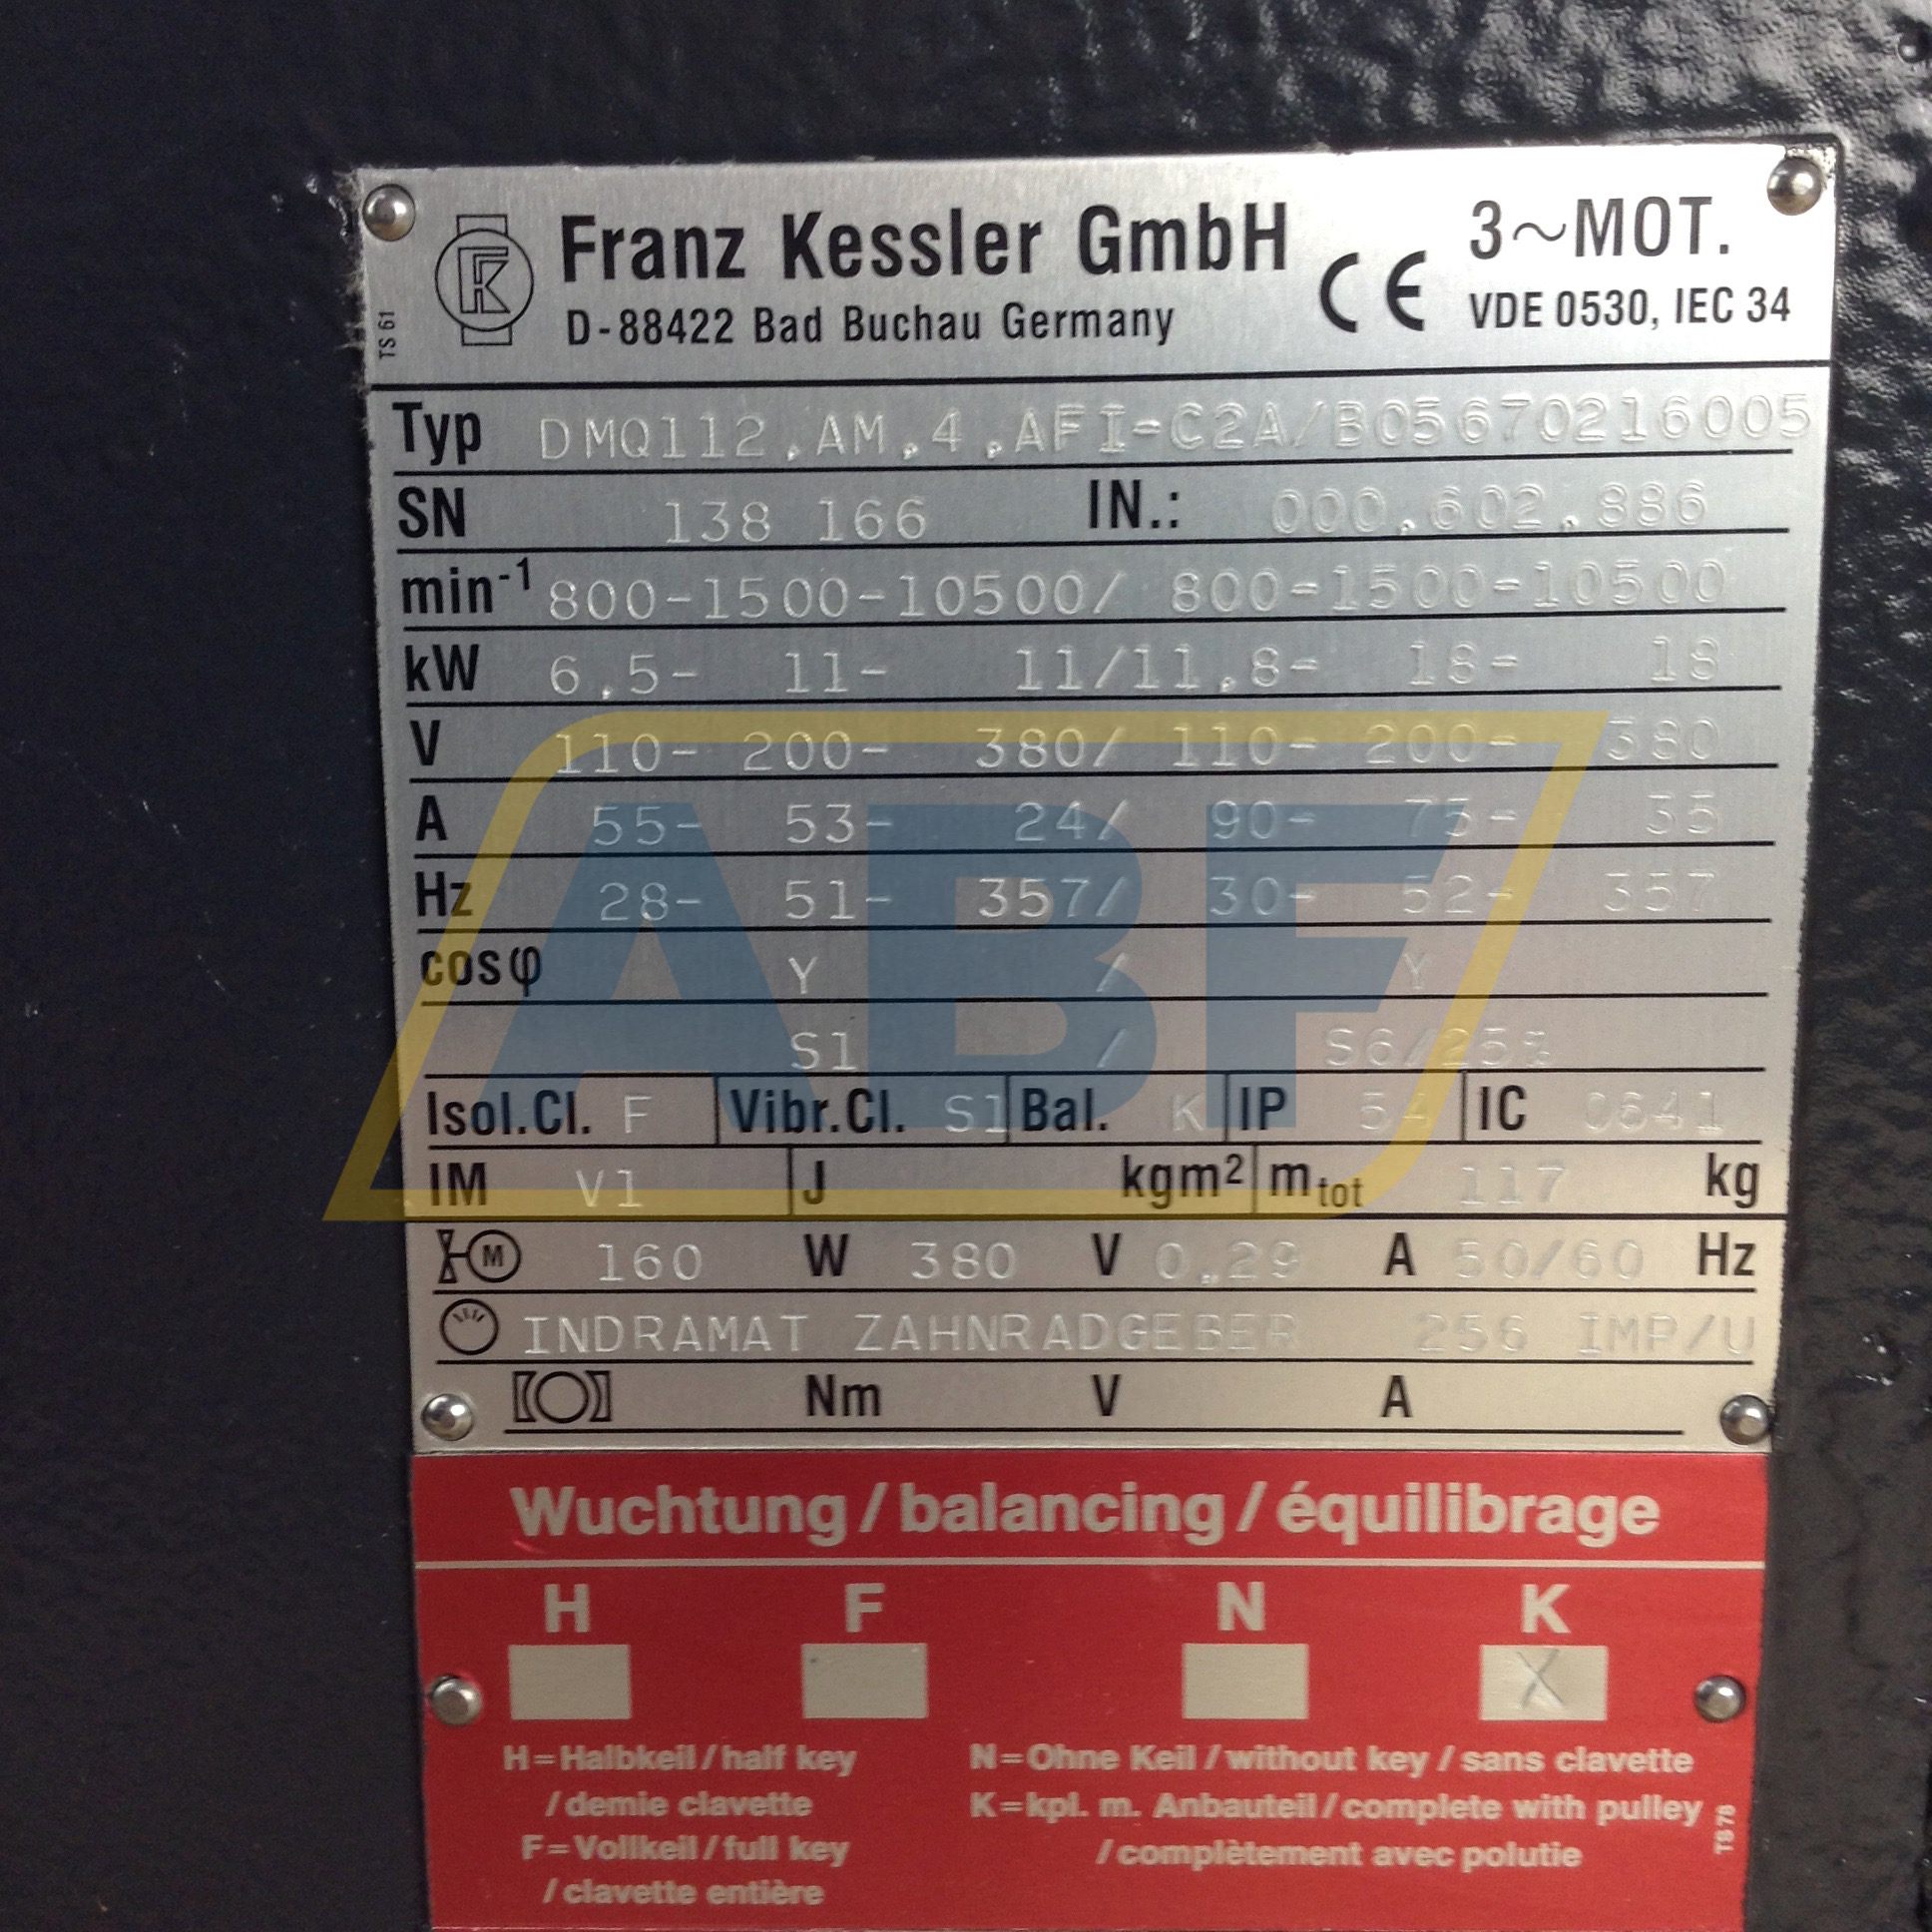 Franz Kessler GmbH
D-88422 Bad Buchau Germany
CE
3~MOT.
VDE 0530, IEC 34
TS 61
Typ DMQ112.AM.4.AFI-C2A/B05670216005
SN 138 166 IN.: 000.602.886
min-1 800-1500-10500/ 800-1500-10500
kW 6.5- 11- 11/11.8- 18- 18
V 110- 200- 380/ 110- 200- 380
A 55- 53- 24/ 90- 75- 35
Hz 28- 51- 357/ 30- 52- 357
cosφ Y / Y
S1 / S6/25%
Isol.Cl. F Vibr.Cl. S1 Bal. K IP 54 IC 0641
IM V1 J kgm² mtot 117 kg
M 160 W 380 V 0.29 A 50/60 Hz
INDRAMAT ZAHNRADGEBER 256 IMP/U
Nm V A
ABF
Wuchtung/balancing/équilibrage
H F N K
X
H=Halbkeil/half key
/demie clavette
F=Vollkeil/full key
/clavette entière
N=Ohne Keil/without key/sans clavette
K=kpl. m. Anbauteil/complete with pulley
/complètement avec polutie
TS 78